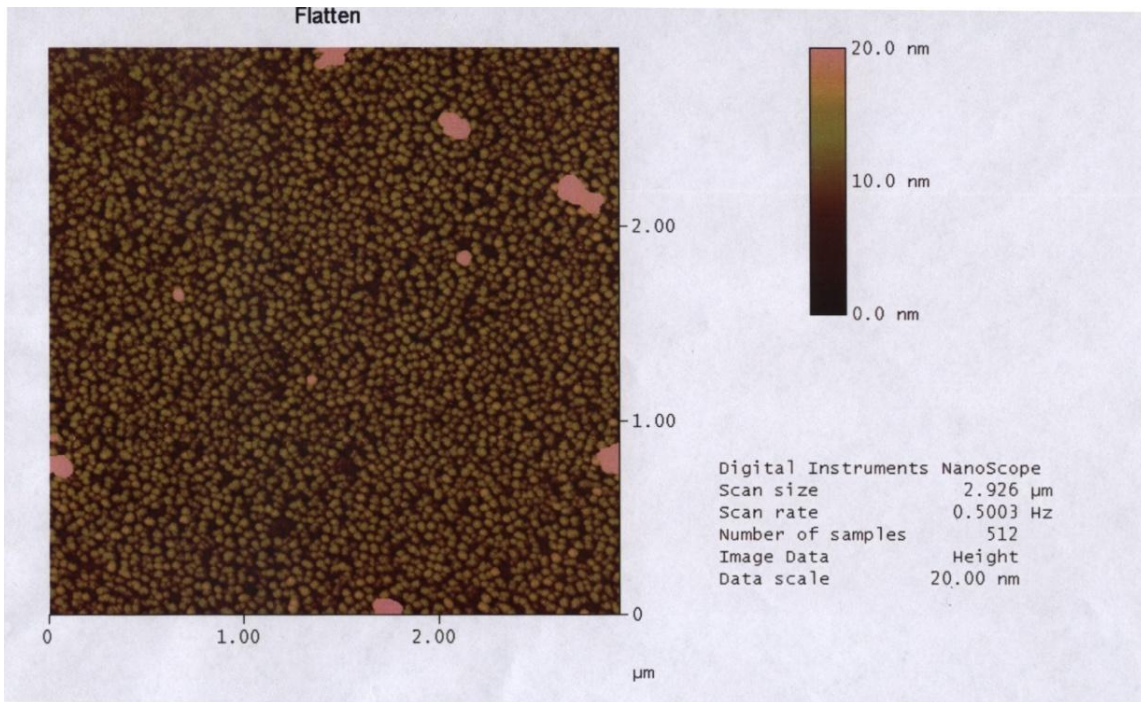 Flatten
20.0 nm
10.0 nm
0.0 nm
2.00
1.00
0
0 1.00 2.00
µm
Digital Instruments NanoScope
Scan size 2.926 µm
Scan rate 0.5003 Hz
Number of samples 512
Image Data Height
Data scale 20.00 nm